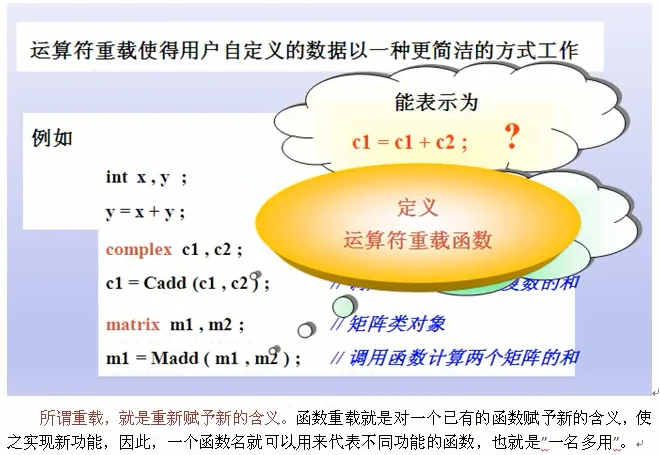 运算符重载使得用户自定义的数据以一种更简洁的方式工作
能表示为
c1 = c1 + c2 ; ?
例如
int x , y ;
y = x + y ;
定义
运算符重载函数
complex c1 , c2 ;
c1 = Cadd ( c1 , c2 ) ; // 数的和
matrix m1 , m2 ; // 矩阵类对象
m1 = Madd ( m1 , m2 ) ; // 调用函数计算两个矩阵的和
所谓重载，就是重新赋予新的含义。函数重载就是对一个已有的函数赋予新的含义，使
之实现新功能，因此，一个函数名就可以用来代表不同功能的函数，也就是"一名多用"。